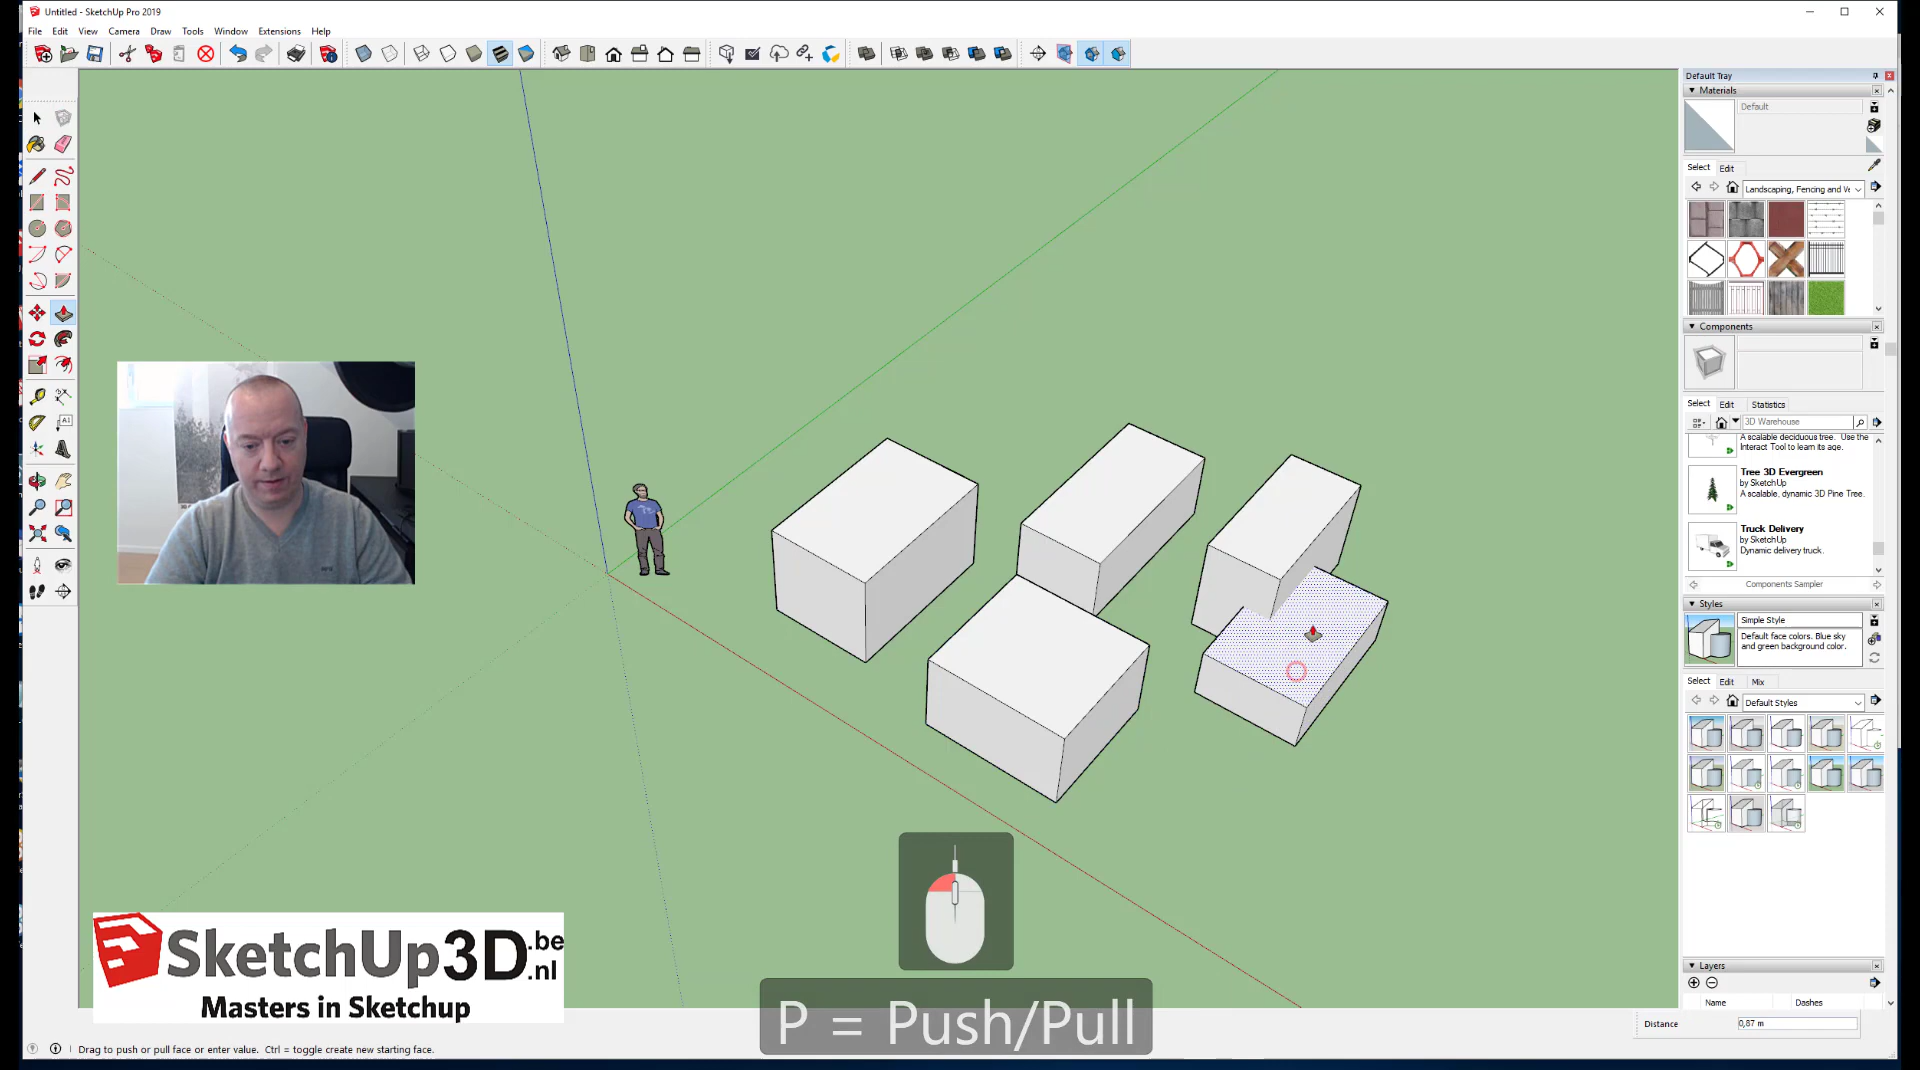 Untitled - SketchUp Pro 2019
File Edit View Camera Draw Tools Window Extensions Help
Default Tray
Materials
Default
Select Edit
Landscaping, Fencing and Ve
Components
Select Edit Statistics
3D Warehouse
A scalable deciduous tree. Use the
Interact Tool to learn its age.
Tree 3D Evergreen
by SketchUp
A scalable, dynamic 3D Pine Tree.
Truck Delivery
by SketchUp
Dynamic delivery truck.
Components Sampler
Styles
Simple Style
Default face colors. Blue sky
and green background color.
Select Edit Mix
Default Styles
Layers
Name Dashes
Distance 0,87 m
SketchUp3D.be
.nl
Masters in Sketchup
P = Push/Pull
Drag to push or pull face or enter value. Ctrl = toggle create new starting face.